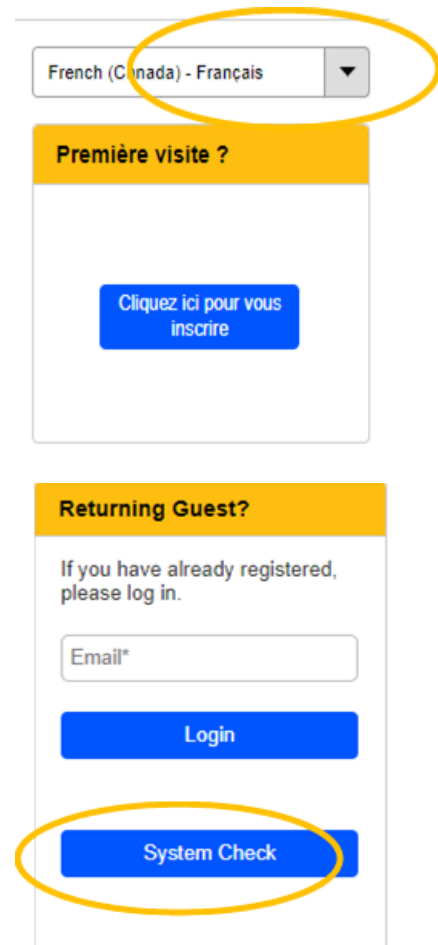 French (Canada) - Français
Première visite ?
Cliquez ici pour vous
inscrire
Returning Guest?
If you have already registered,
please log in.
Email*
Login
System Check